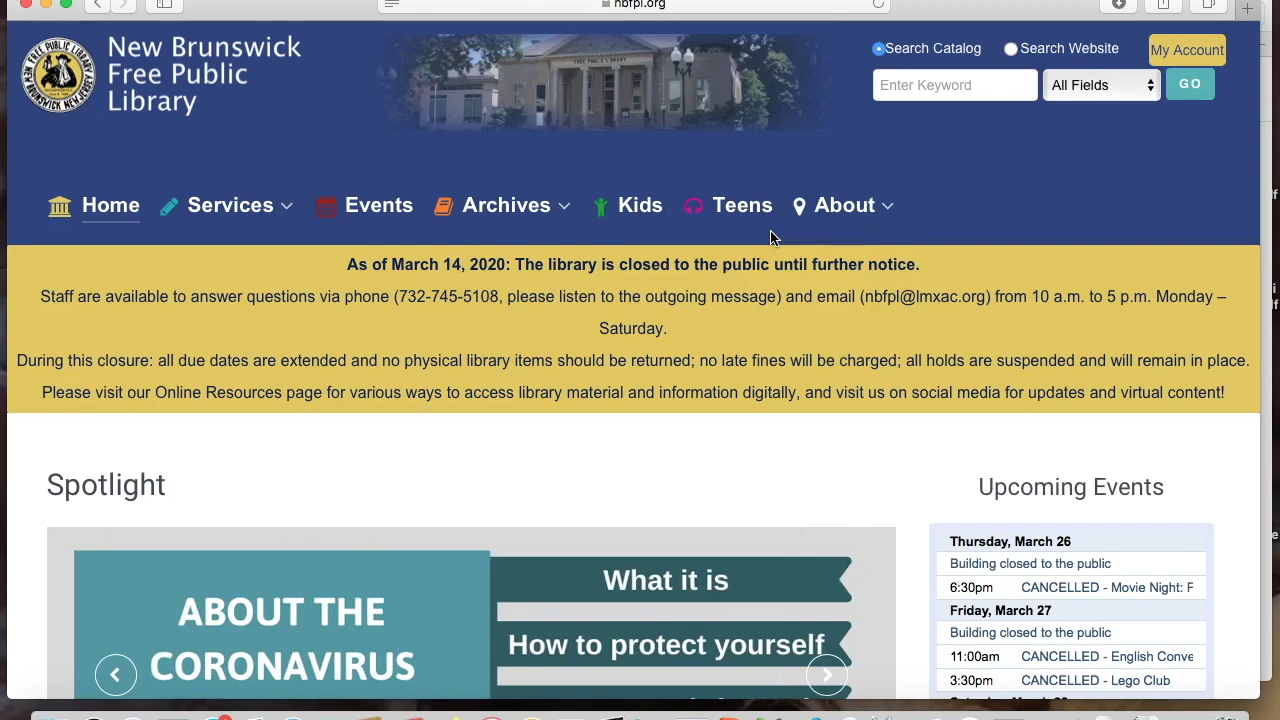 nbfpl.org
New Brunswick
Free Public
Library
FREE PUBLIC LIBRARY
Search Catalog
Search Website
My Account
Enter Keyword
All Fields
GO
Home
Services
Events
Archives
Kids
Teens
About
As of March 14, 2020: The library is closed to the public until further notice.
Staff are available to answer questions via phone (732-745-5108, please listen to the outgoing message) and email (nbfpl@lmxac.org) from 10 a.m. to 5 p.m. Monday –
Saturday.
During this closure: all due dates are extended and no physical library items should be returned; no late fines will be charged; all holds are suspended and will remain in place.
Please visit our Online Resources page for various ways to access library material and information digitally, and visit us on social media for updates and virtual content!
Spotlight
ABOUT THE
CORONAVIRUS
What it is
How to protect yourself
Upcoming Events
Thursday, March 26
Building closed to the public
6:30pm CANCELLED - Movie Night: F
Friday, March 27
Building closed to the public
11:00am CANCELLED - English Conve
3:30pm CANCELLED - Lego Club